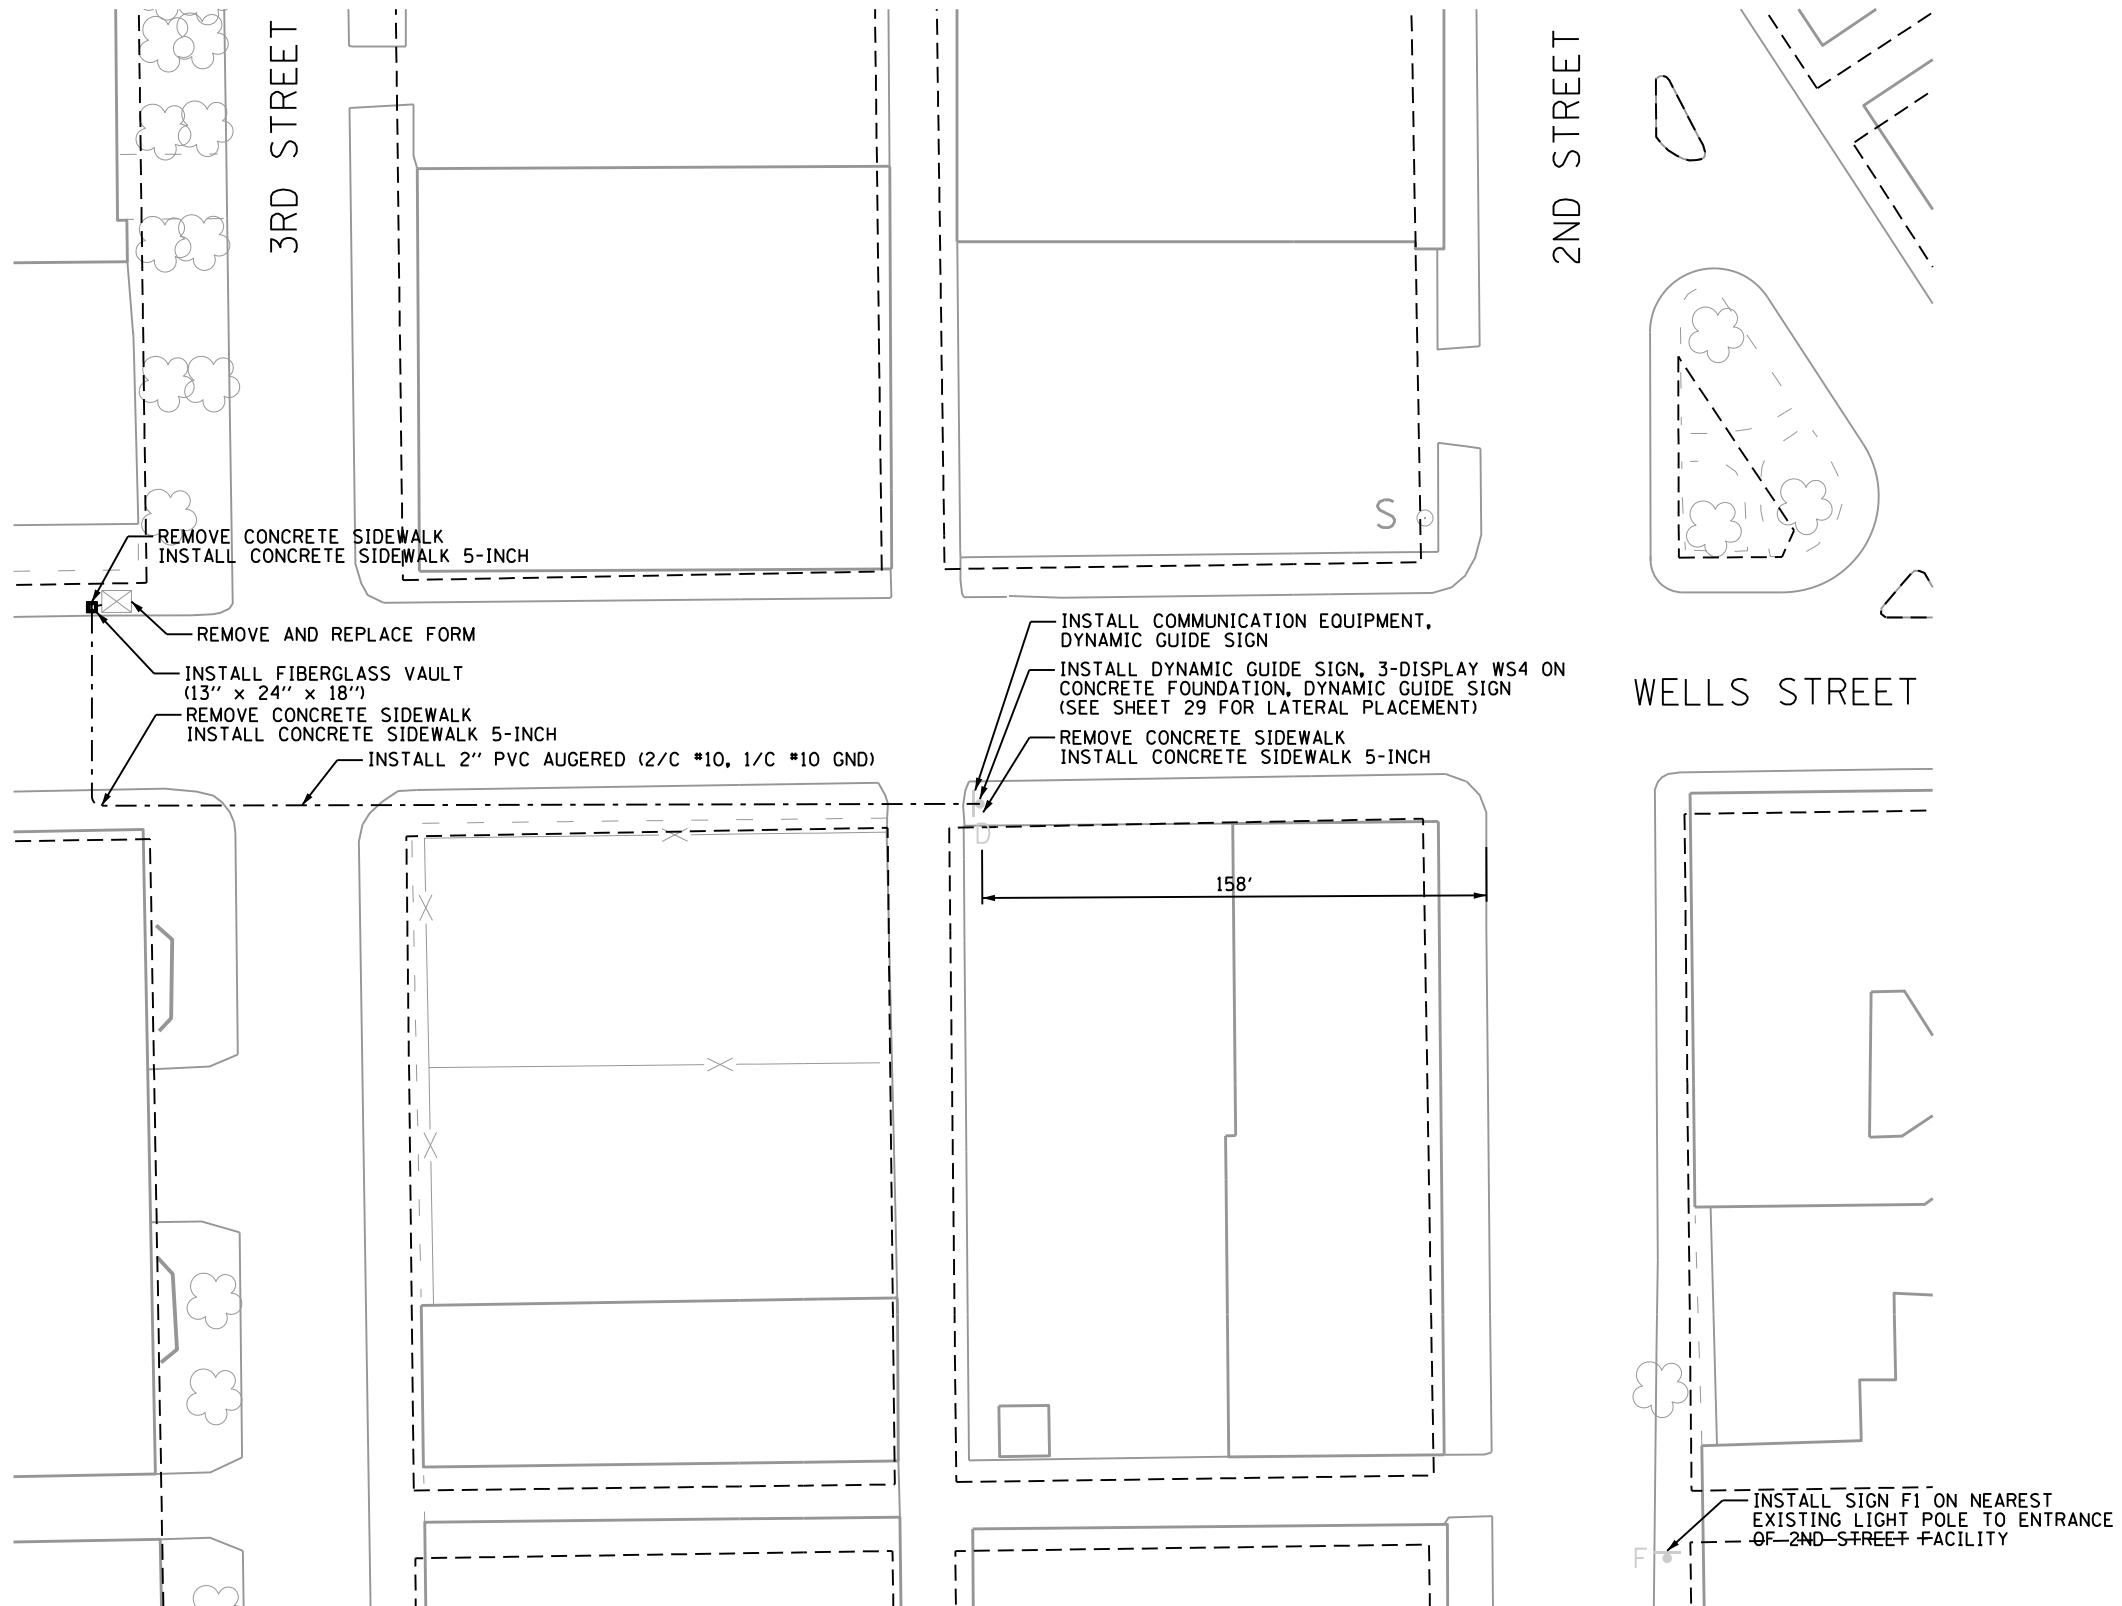 3RD STREET
2ND STREET
S
REMOVE CONCRETE SIDEWALK
INSTALL CONCRETE SIDEWALK 5-INCH
REMOVE AND REPLACE FORM
INSTALL FIBERGLASS VAULT
(13'' x 24'' x 18'')
REMOVE CONCRETE SIDEWALK
INSTALL CONCRETE SIDEWALK 5-INCH
INSTALL 2'' PVC AUGERED (2/C #10, 1/C #10 GND)
INSTALL COMMUNICATION EQUIPMENT,
DYNAMIC GUIDE SIGN
INSTALL DYNAMIC GUIDE SIGN, 3-DISPLAY WS4 ON
CONCRETE FOUNDATION, DYNAMIC GUIDE SIGN
(SEE SHEET 29 FOR LATERAL PLACEMENT)
REMOVE CONCRETE SIDEWALK
INSTALL CONCRETE SIDEWALK 5-INCH
WELLS STREET
D
158'
INSTALL SIGN F1 ON NEAREST
EXISTING LIGHT POLE TO ENTRANCE
OF 2ND STREET FACILITY
F